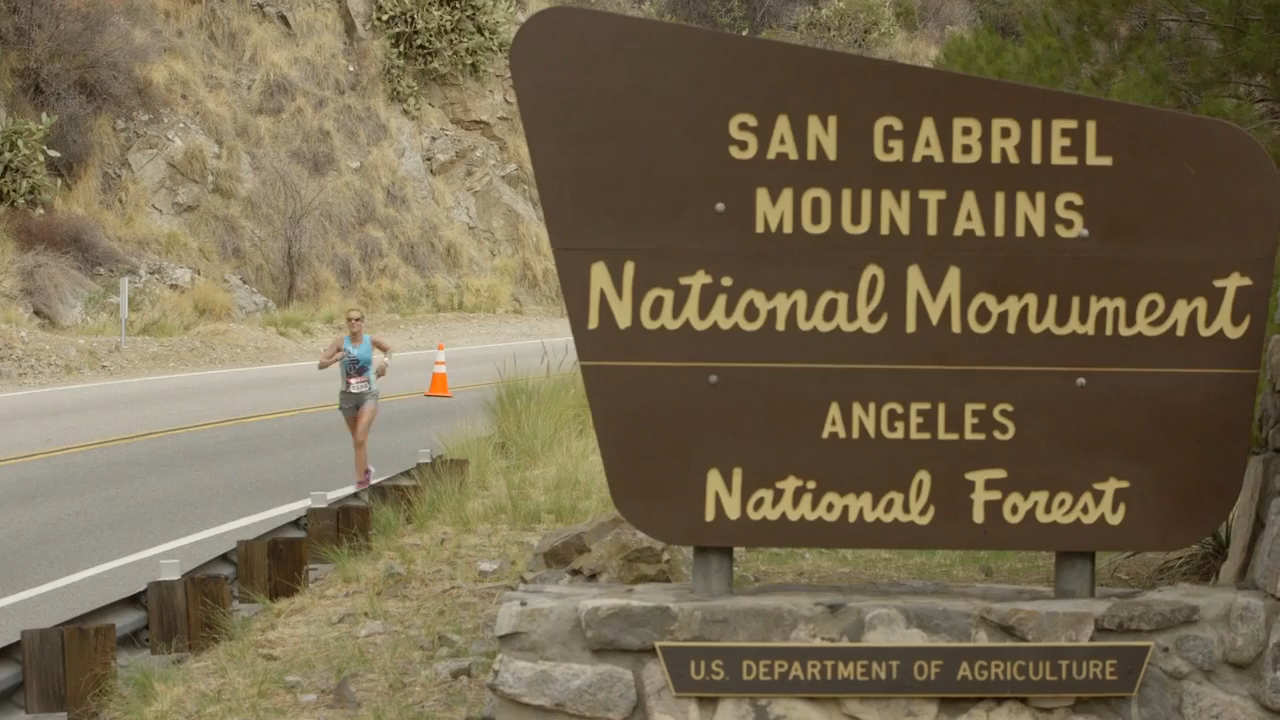 SAN GABRIEL
MOUNTAINS
National Monument
ANGELES
National Forest
U.S. DEPARTMENT OF AGRICULTURE